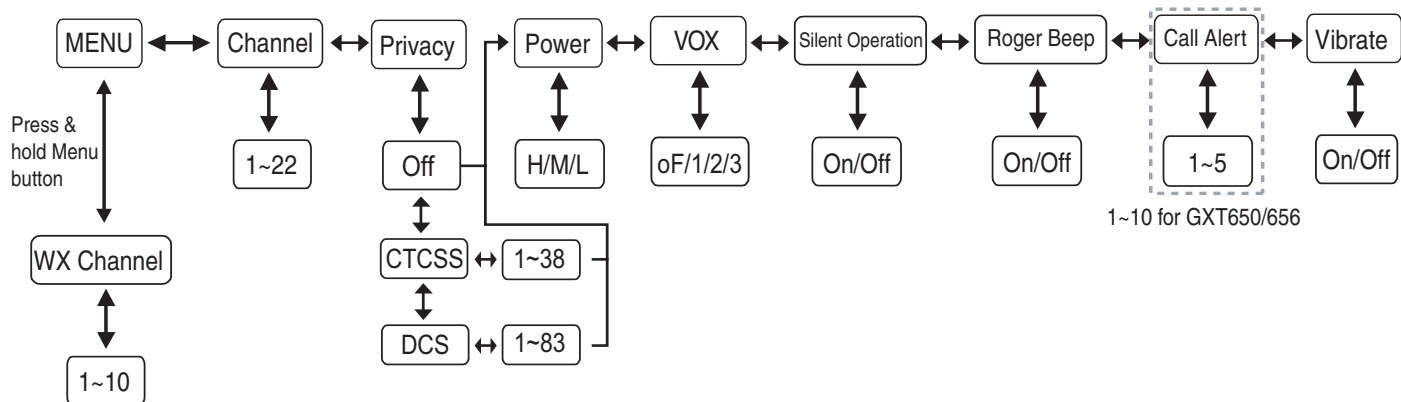 MENU
Channel
Privacy
Power
VOX
Silent Operation
Roger Beep
Call Alert
Vibrate
Press &
hold Menu
button
1~22
Off
H/M/L
oF/1/2/3
On/Off
On/Off
1~5
On/Off
1~10 for GXT650/656
WX Channel
CTCSS
1~38
DCS
1~83
1~10